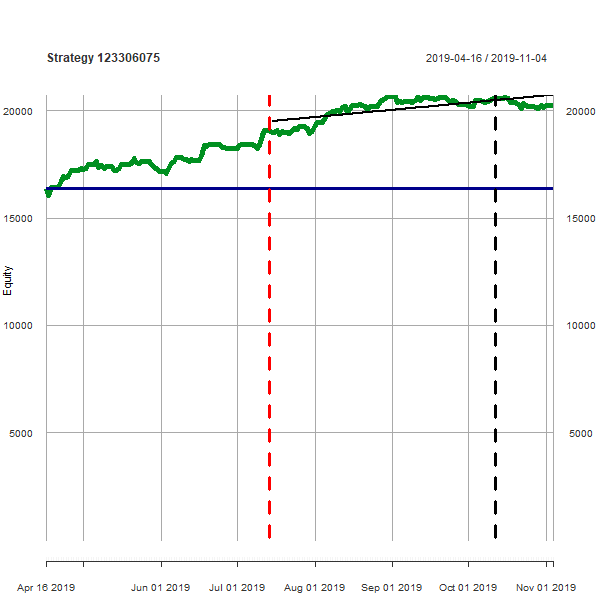 Strategy 123306075
2019-04-16 / 2019-11-04
20000
20000
15000
15000
Equity
10000
10000
5000
5000
Apr 16 2019
Jun 01 2019
Jul 01 2019
Aug 01 2019
Sep 01 2019
Oct 01 2019
Nov 01 2019